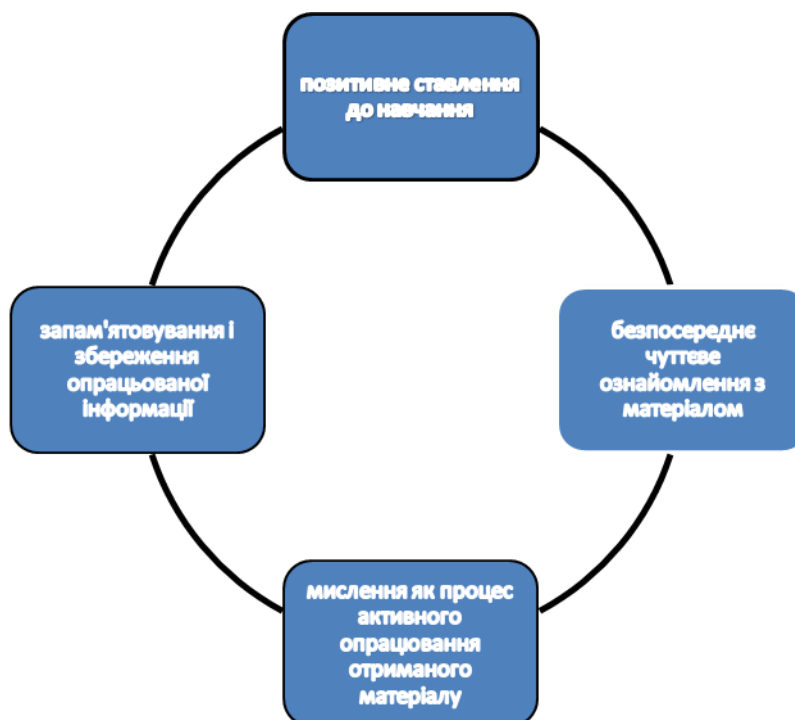 позитивне ставлення
до навчання
запам'ятовування і
збереження
опрацьованої
інформації
безпосереднє
чуттєве
ознайомлення з
матеріалом
мислення як процес
активного
опрацювання
отриманого
матеріалу